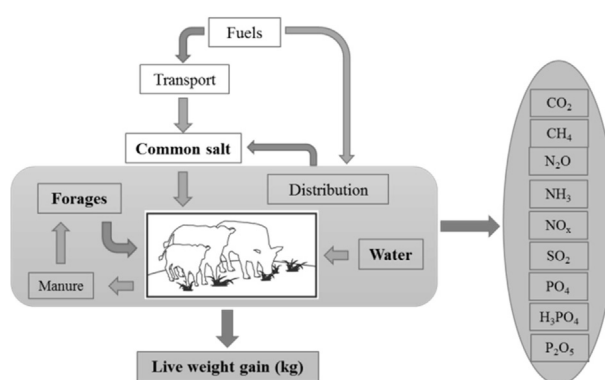 Fuels
Transport
Common salt
Distribution
Forages
Water
Manure
Live weight gain (kg)
CO₂
CH₄
N₂O
NH₃
NOₓ
SO₂
PO₄
H₃PO₄
P₂O₅